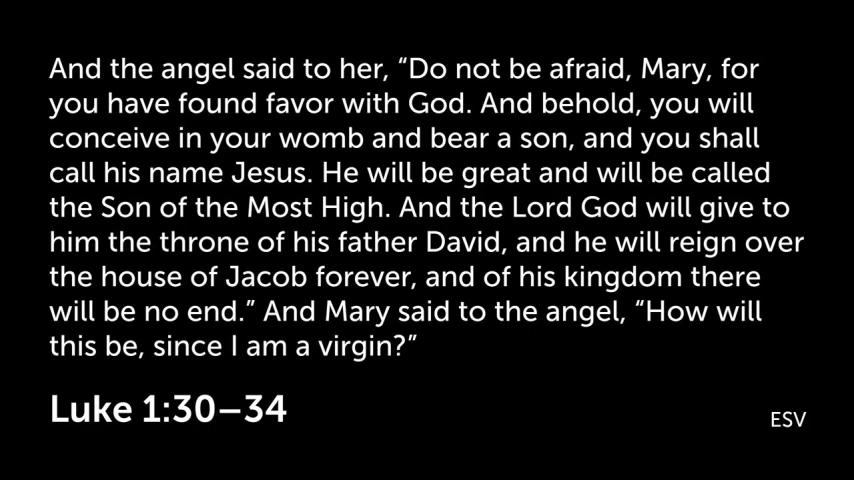 And the angel said to her, “Do not be afraid, Mary, for
you have found favor with God. And behold, you will
conceive in your womb and bear a son, and you shall
call his name Jesus. He will be great and will be called
the Son of the Most High. And the Lord God will give to
him the throne of his father David, and he will reign over
the house of Jacob forever, and of his kingdom there
will be no end.” And Mary said to the angel, “How will
this be, since I am a virgin?”
Luke 1:30–34
ESV